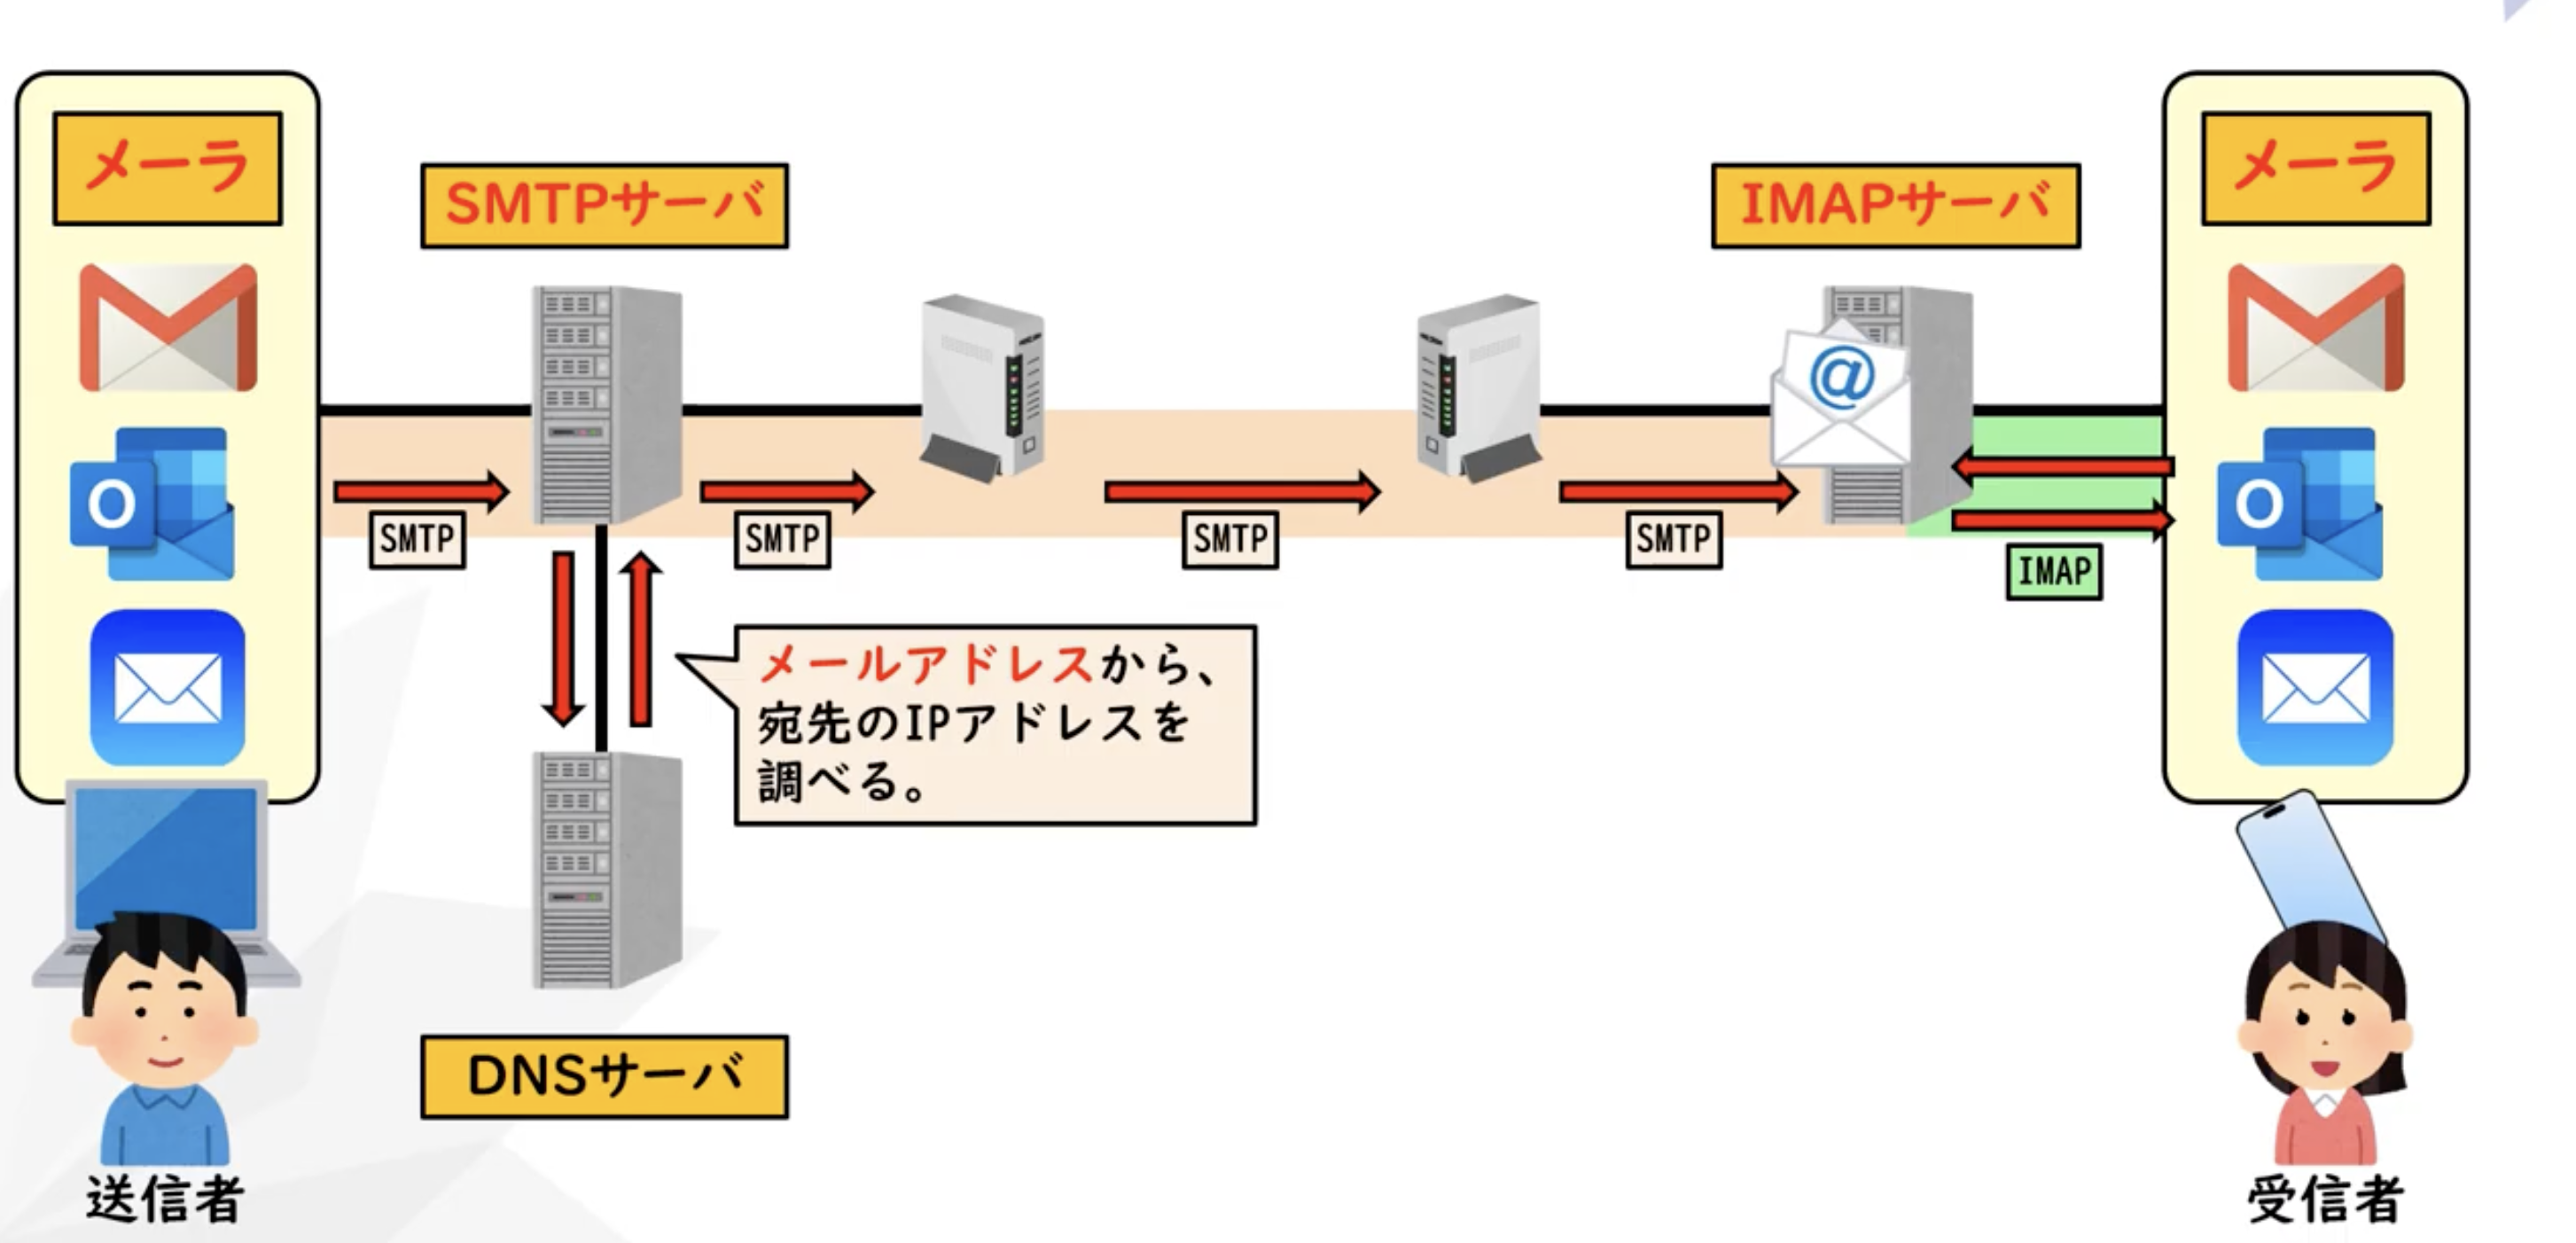 メーラ
メーラ
SMTPサーバ
IMAPサーバ
@
O
O
SMTP
SMTP
SMTP
SMTP
IMAP
メールアドレスから、
宛先のIPアドレスを
調べる。
DNSサーバ
送信者
受信者